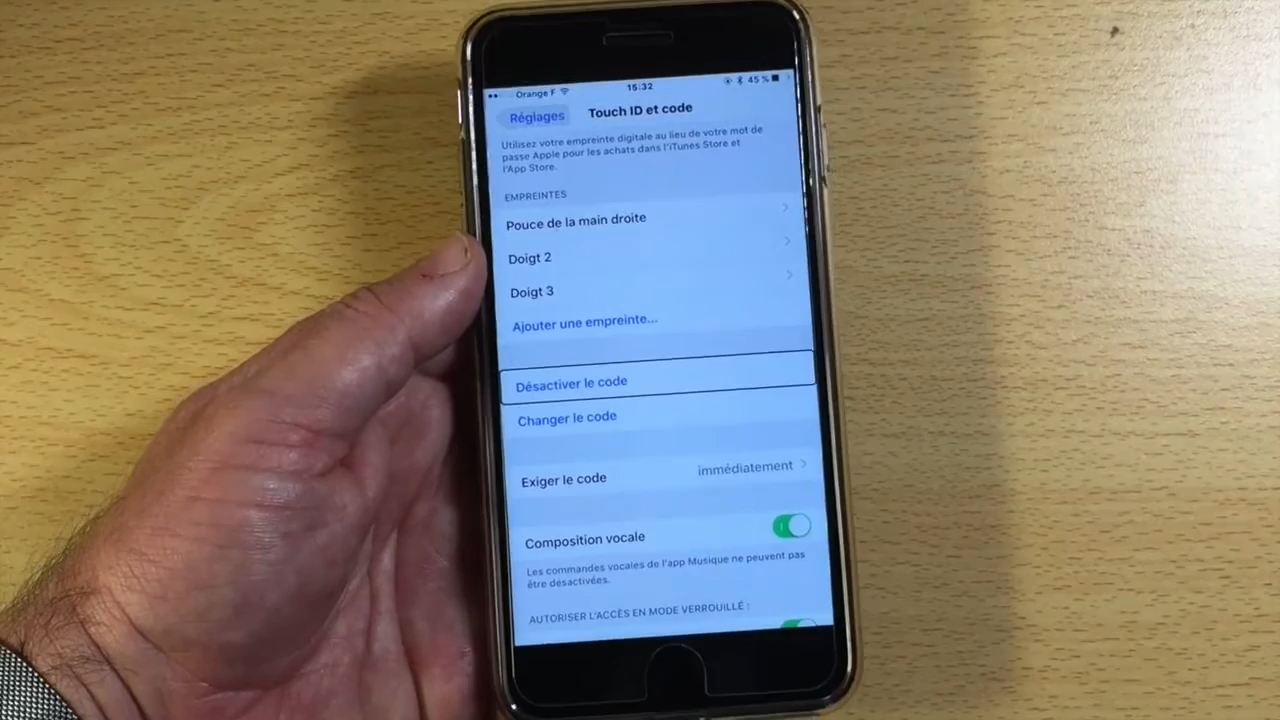 Orange F 15:32 45 %
Réglages Touch ID et code
Utilisez votre empreinte digitale au lieu de votre mot de
passe Apple pour les achats dans l'iTunes Store et
l'App Store.
EMPREINTES
Pouce de la main droite
Doigt 2
Doigt 3
Ajouter une empreinte...
Désactiver le code
Changer le code
Exiger le code immédiatement
Composition vocale
Les commandes vocales de l'app Musique ne peuvent pas
être désactivées.
AUTORISER L'ACCÈS EN MODE VERROUILLÉ :